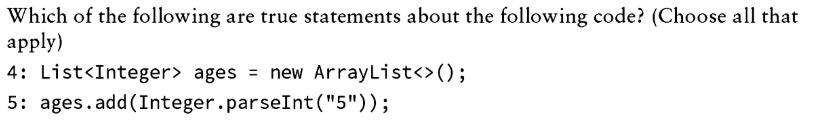 Which of the following are true statements about the following code? (Choose all that
apply)
4: List<Integer> ages = new ArrayList<>();
5: ages.add(Integer.parseInt("5"));